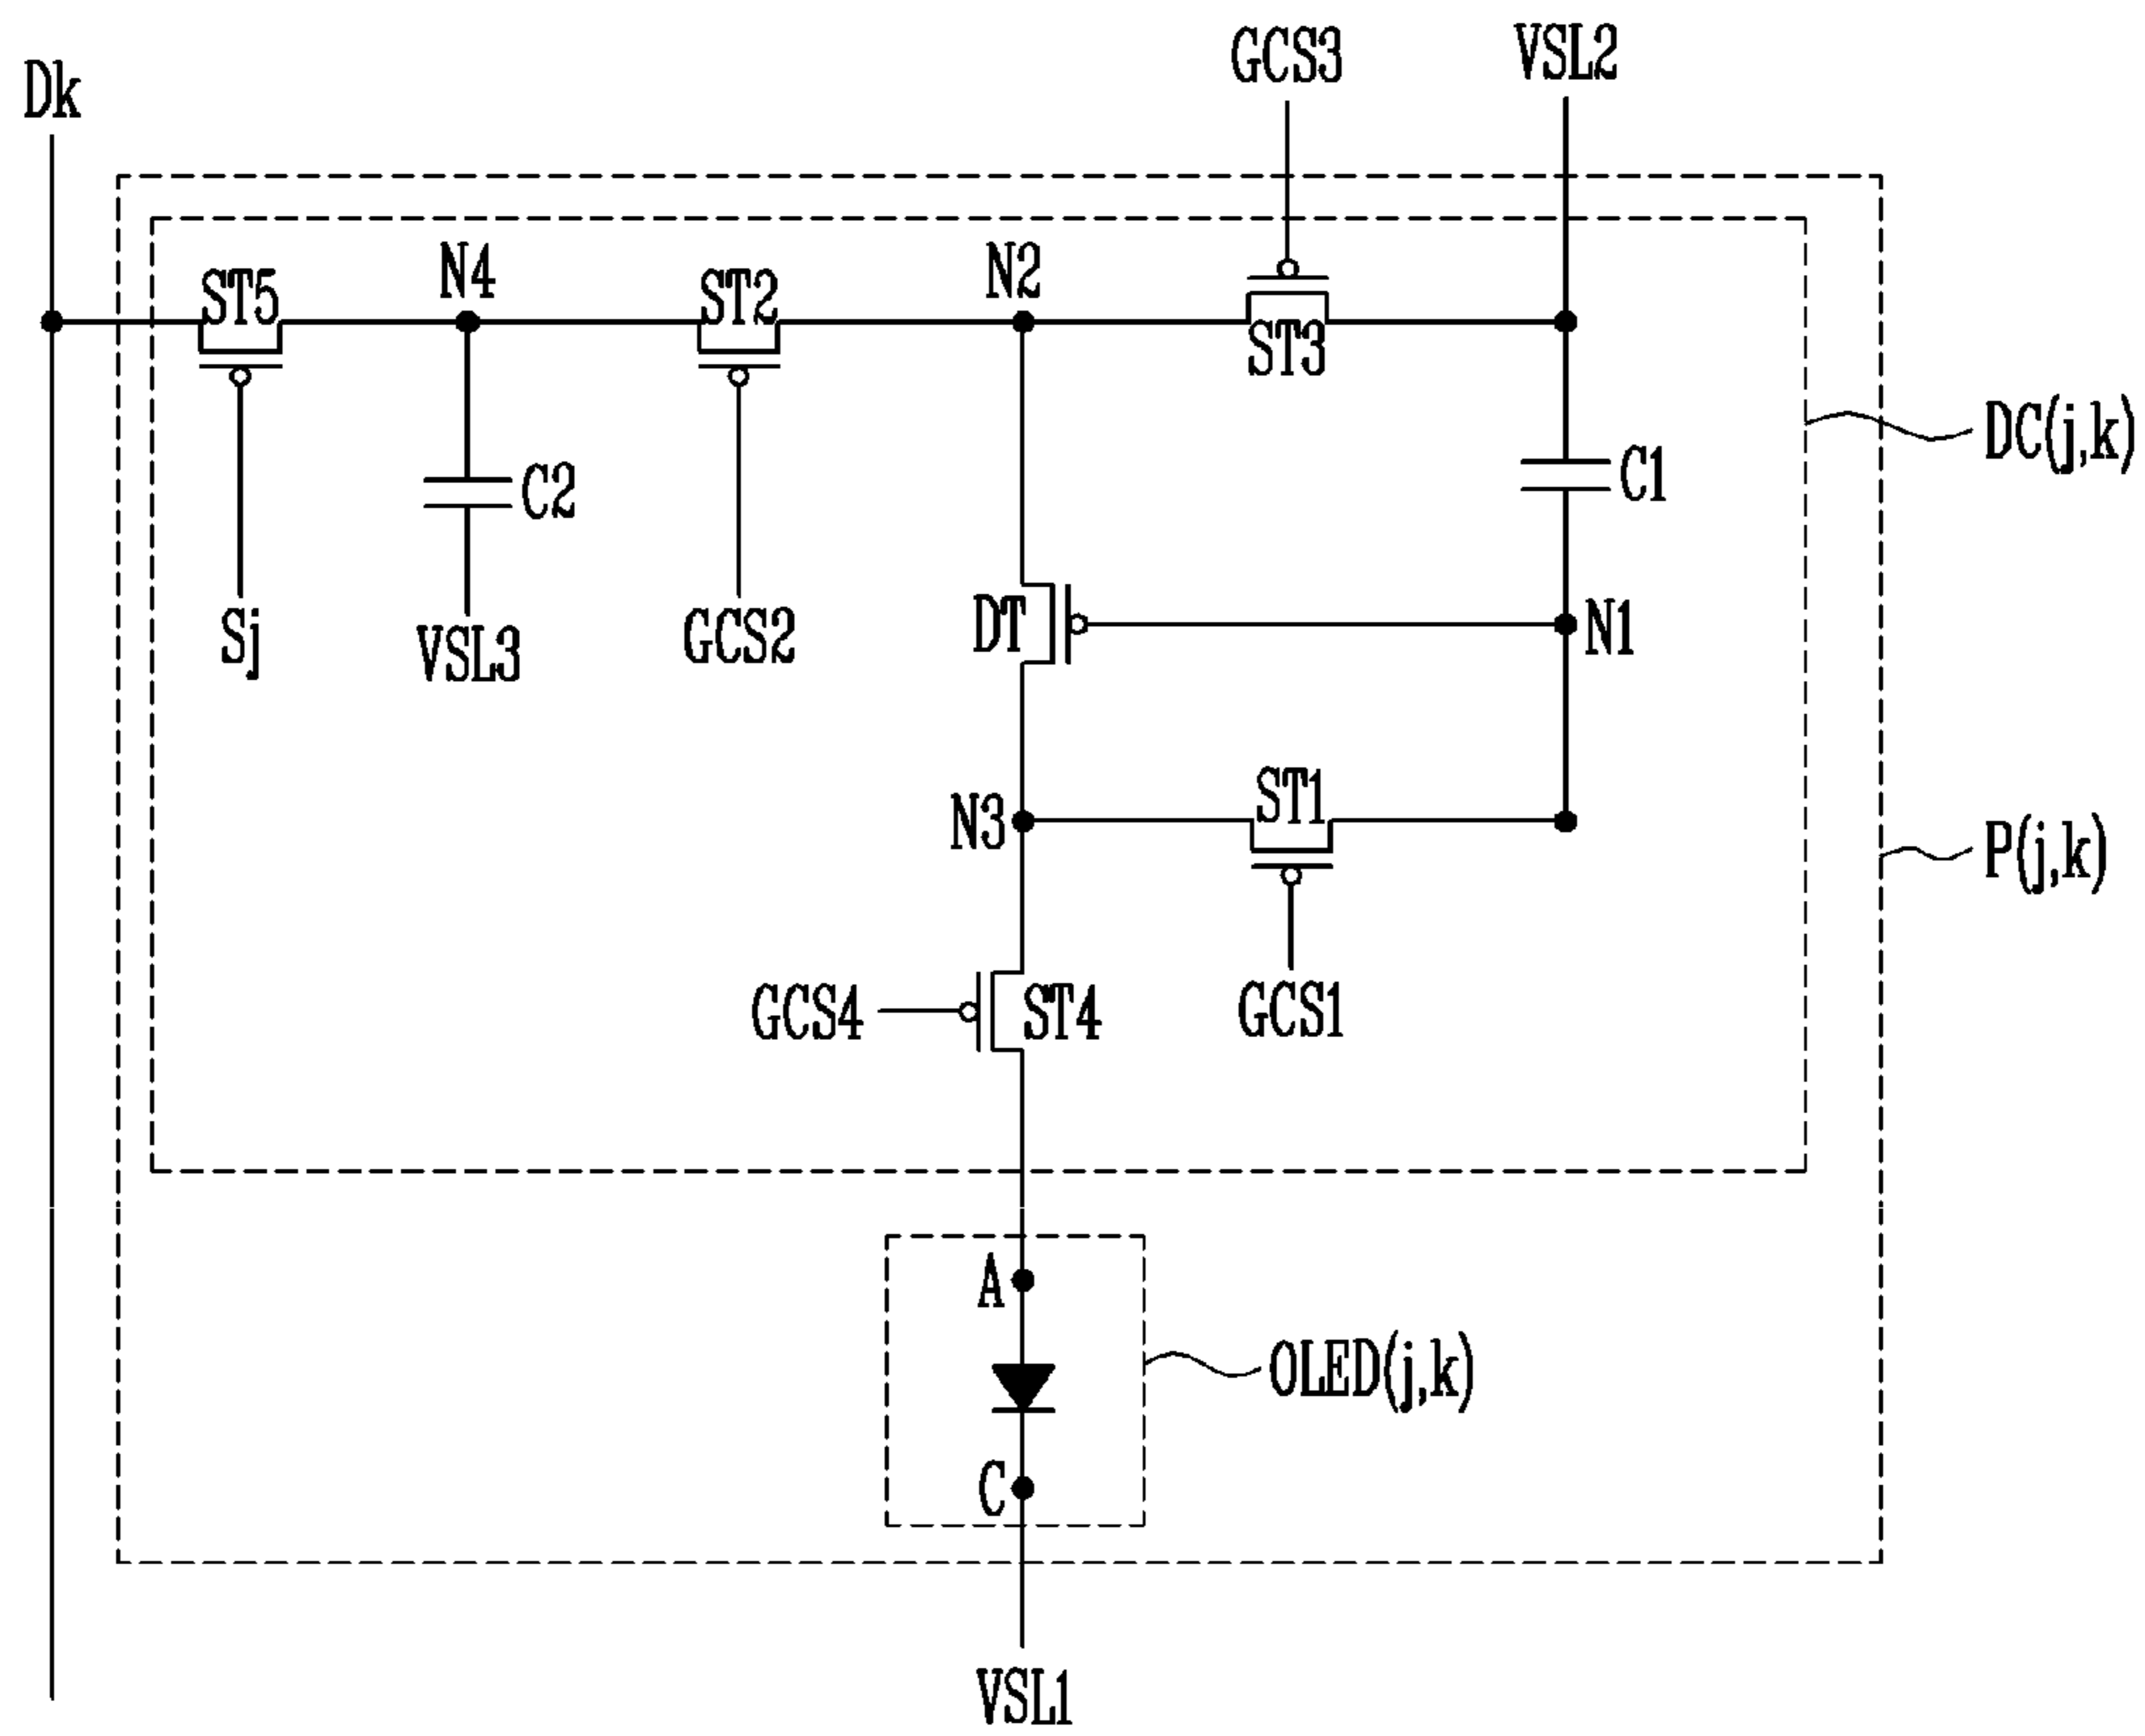 GCS3
VSL2
Dk
N4
N2
ST5
ST2
ST3
DC(j,k)
C2
C1
Sj
VSL3
GCS2
DT
N1
ST1
N3
P(j,k)
GCS4
ST4
GCS1
A
OLED(j,k)
C
VSL1